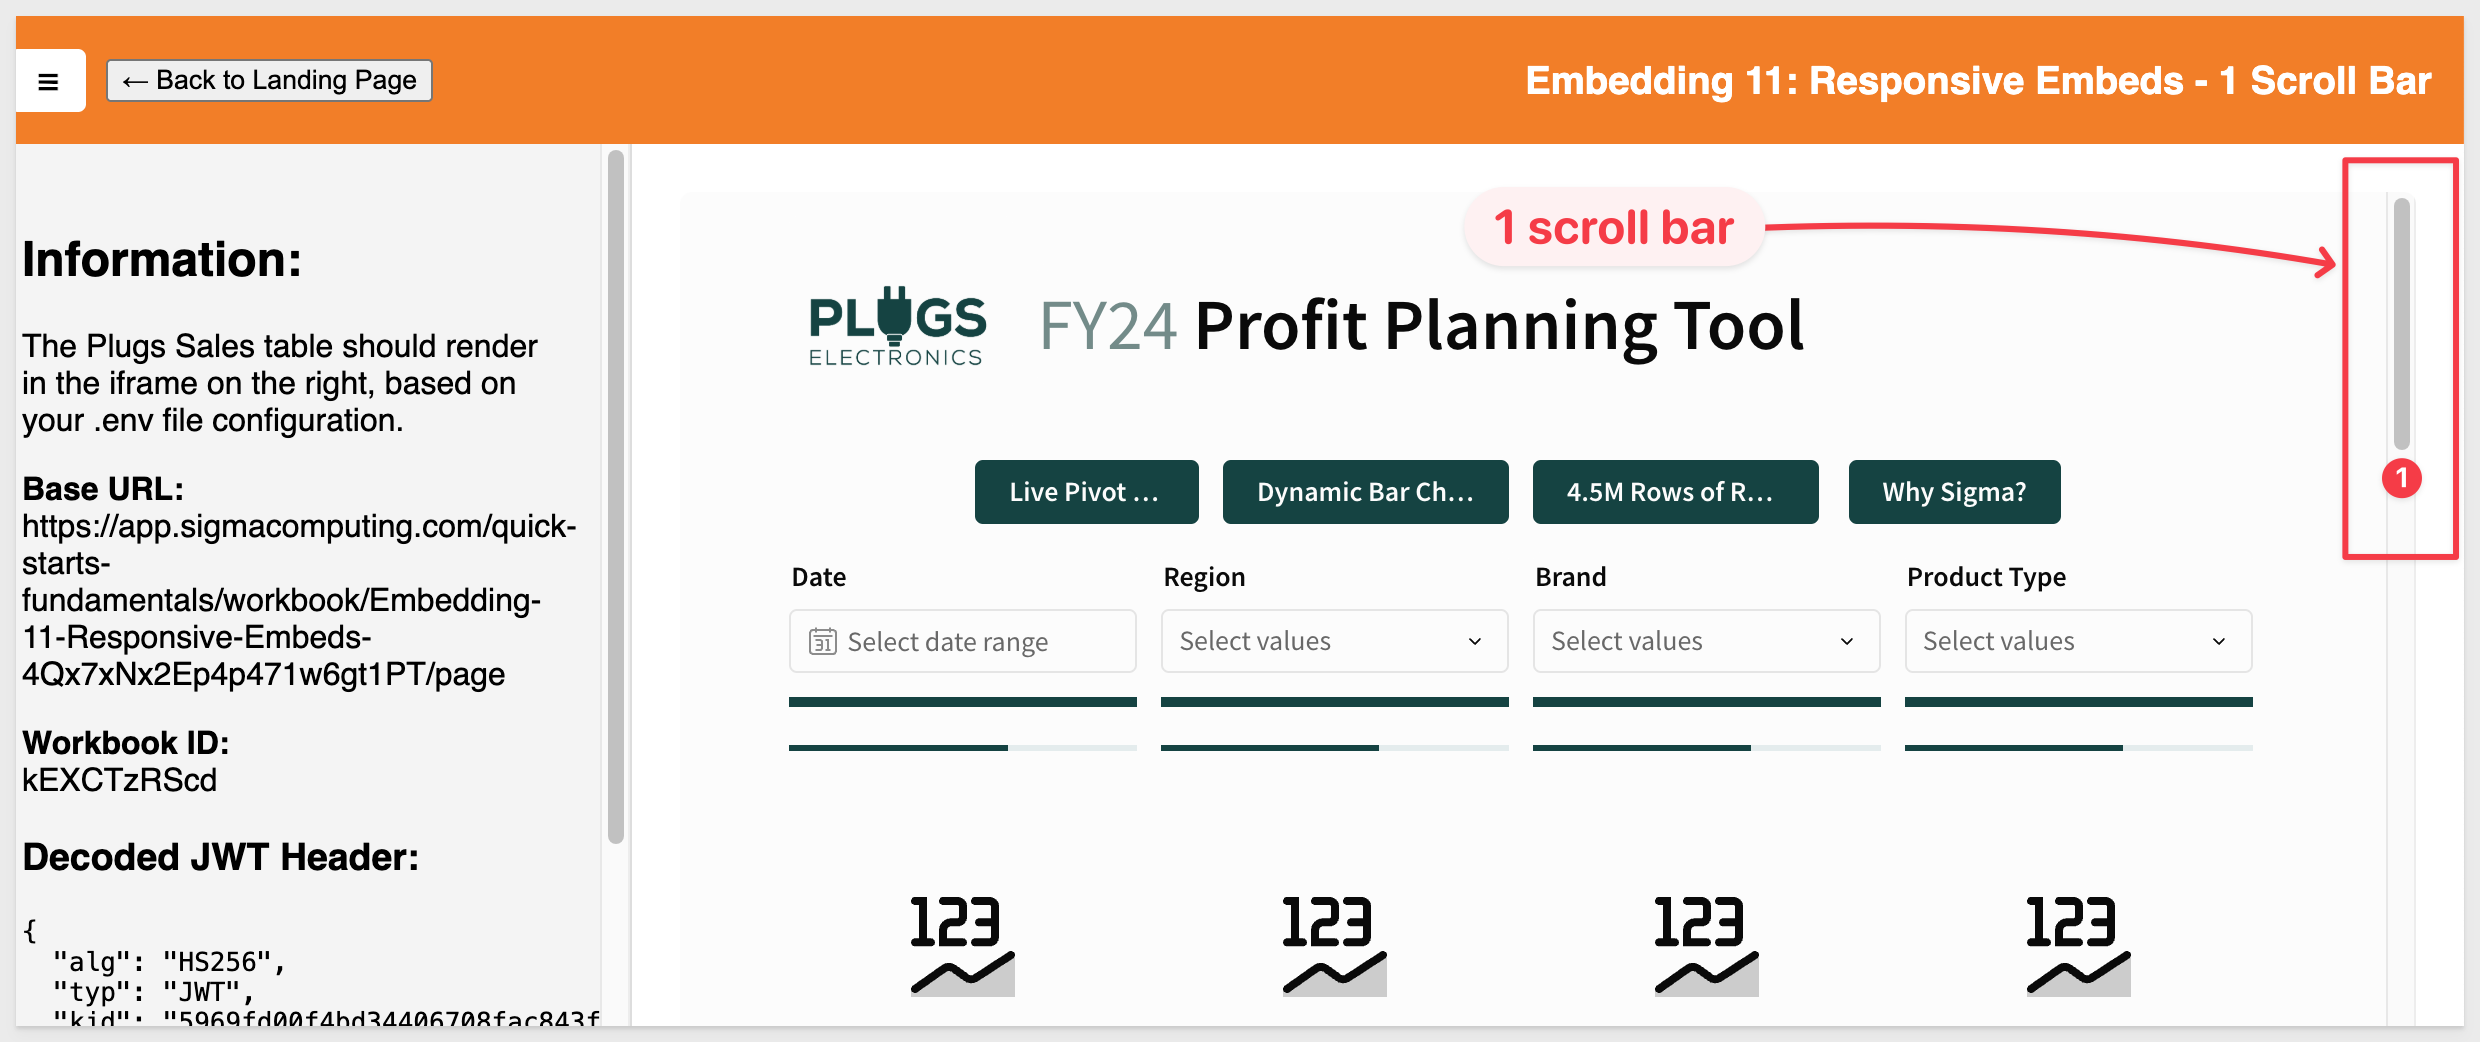 ← Back to Landing Page
Embedding 11: Responsive Embeds - 1 Scroll Bar
Information:
The Plugs Sales table should render
in the iframe on the right, based on
your .env file configuration.
Base URL:
https://app.sigmacomputing.com/quick-
starts-
fundamentals/workbook/Embedding-
11-Responsive-Embeds-
4Qx7xNx2Ep4p471w6gt1PT/page
Workbook ID:
kEXCTzRScd
Decoded JWT Header:
{
"alg": "HS256",
"typ": "JWT",
"kid": "5969fd00f4bd34406708fac843f
1 scroll bar
PLUGS
ELECTRONICS
FY24 Profit Planning Tool
Live Pivot ...
Dynamic Bar Ch...
4.5M Rows of R...
Why Sigma?
1
Date
Region
Brand
Product Type
31 Select date range
Select values
Select values
Select values
123
123
123
123